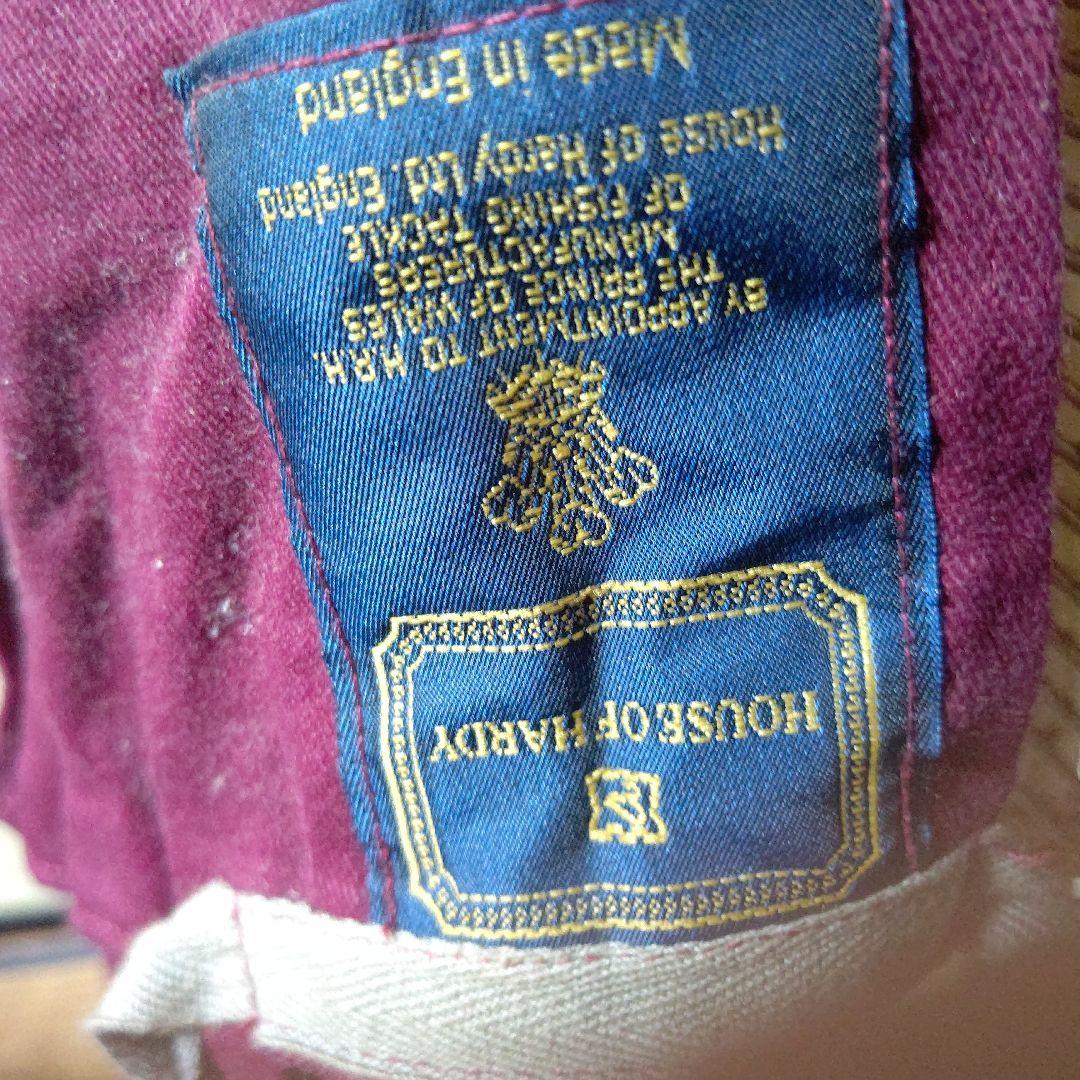 HOUSE OF HARDY
BY APPOINTMENT TO H.R.H.
THE PRINCE OF WALES
MANUFACTURERS
OF FISHING TACKLE
House of Hardy Ltd. England
Made in England